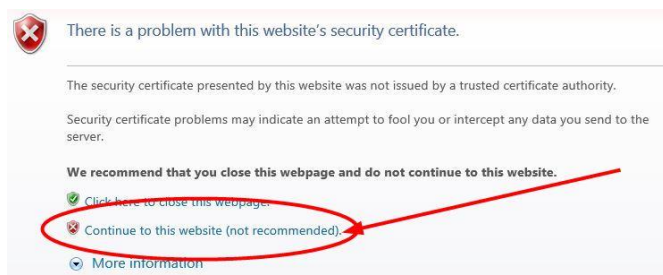 There is a problem with this website's security certificate.
The security certificate presented by this website was not issued by a trusted certificate authority.
Security certificate problems may indicate an attempt to fool you or intercept any data you send to the
server.
We recommend that you close this webpage and do not continue to this website.
Click here to close this webpage.
Continue to this website (not recommended).
More information